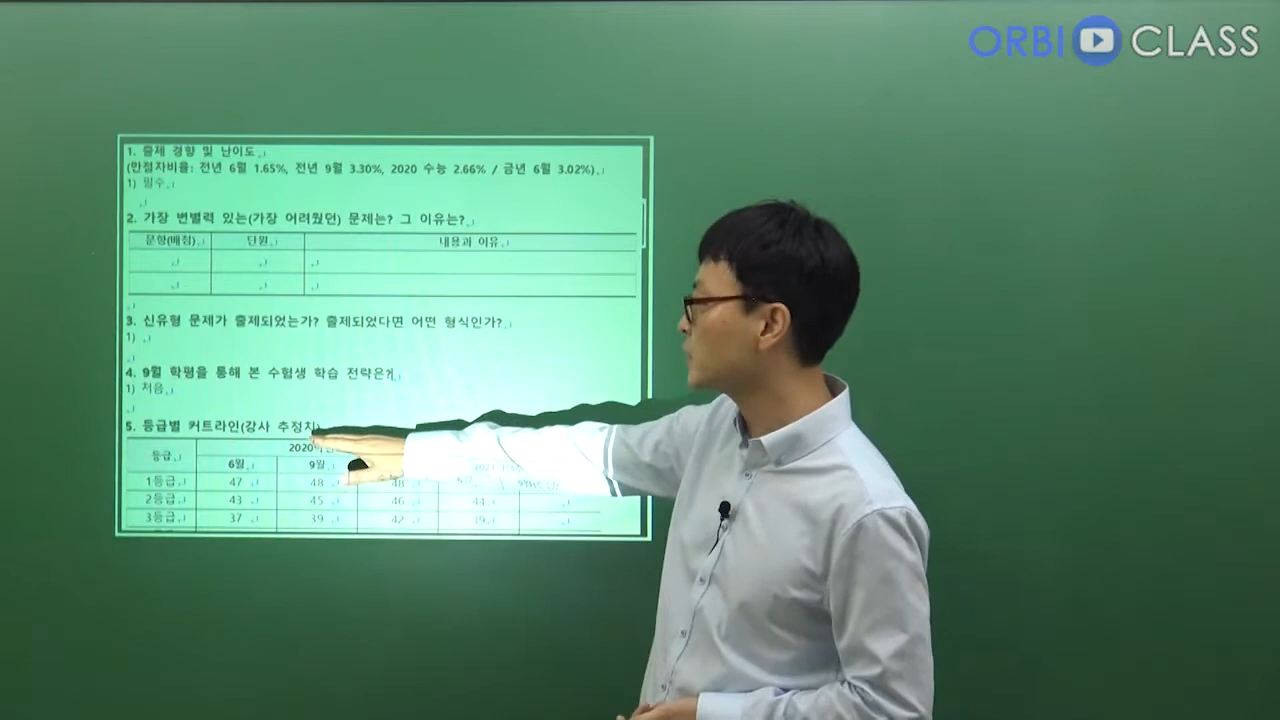 ORBI CLASS
1. 출제 경향 및 난이도
(만점자비율: 전년 6월 1.65%, 전년 9월 3.30%, 2020 수능 2.66% / 금년 6월 3.02%)
1) 필수
2. 가장 변별력 있는(가장 어려웠던) 문제는? 그 이유는?
문항(배점) 단원 내용과 이유
3. 신유형 문제가 출제되었는가? 출제되었다면 어떤 형식인가?
1)
4. 9월 학평을 통해 본 수험생 학습 전략은?
1) 처음
5. 등급별 커트라인(강사 추정치)
등급
6월 9월
1등급 47 48 48
2등급 43 45 46 44
3등급 37 39 42 39